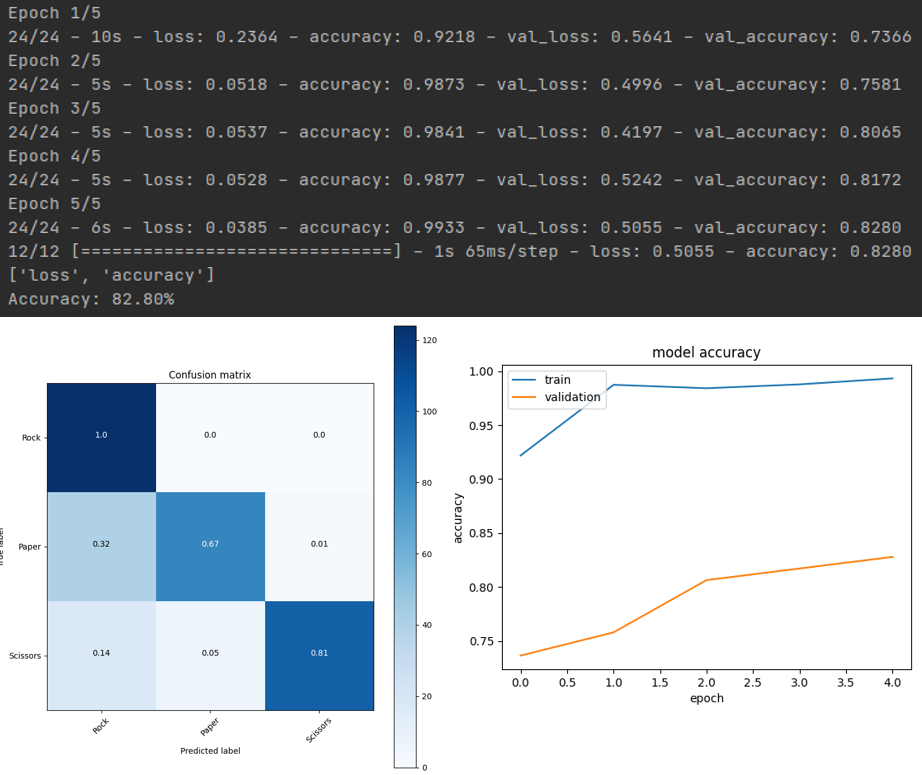 Epoch 1/5
24/24 - 10s - loss: 0.2364 - accuracy: 0.9218 - val_loss: 0.5641 - val_accuracy: 0.7366
Epoch 2/5
24/24 - 5s - loss: 0.0518 - accuracy: 0.9873 - val_loss: 0.4996 - val_accuracy: 0.7581
Epoch 3/5
24/24 - 5s - loss: 0.0537 - accuracy: 0.9841 - val_loss: 0.4197 - val_accuracy: 0.8065
Epoch 4/5
24/24 - 5s - loss: 0.0528 - accuracy: 0.9877 - val_loss: 0.5242 - val_accuracy: 0.8172
Epoch 5/5
24/24 - 6s - loss: 0.0385 - accuracy: 0.9933 - val_loss: 0.5055 - val_accuracy: 0.8280
12/12 [==============================] - 1s 65ms/step - loss: 0.5055 - accuracy: 0.8280
['loss', 'accuracy']
Accuracy: 82.80%
Confusion matrix
Rock
1.0 0.0 0.0
Paper
0.32 0.67 0.01
Scissors
0.14 0.05 0.81
Rock Paper Scissors
Predicted label
120
100
80
60
40
20
0
model accuracy
train
validation
accuracy
1.00
0.95
0.90
0.85
0.80
0.75
0.0 0.5 1.0 1.5 2.0 2.5 3.0 3.5 4.0
epoch